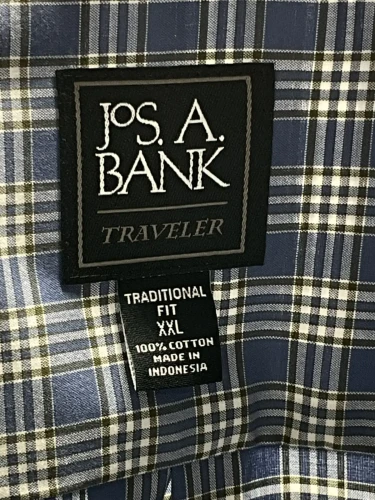 JOS. A.
BANK
TRAVELER
TRADITIONAL
FIT
XXL
100% COTTON
MADE IN
INDONESIA